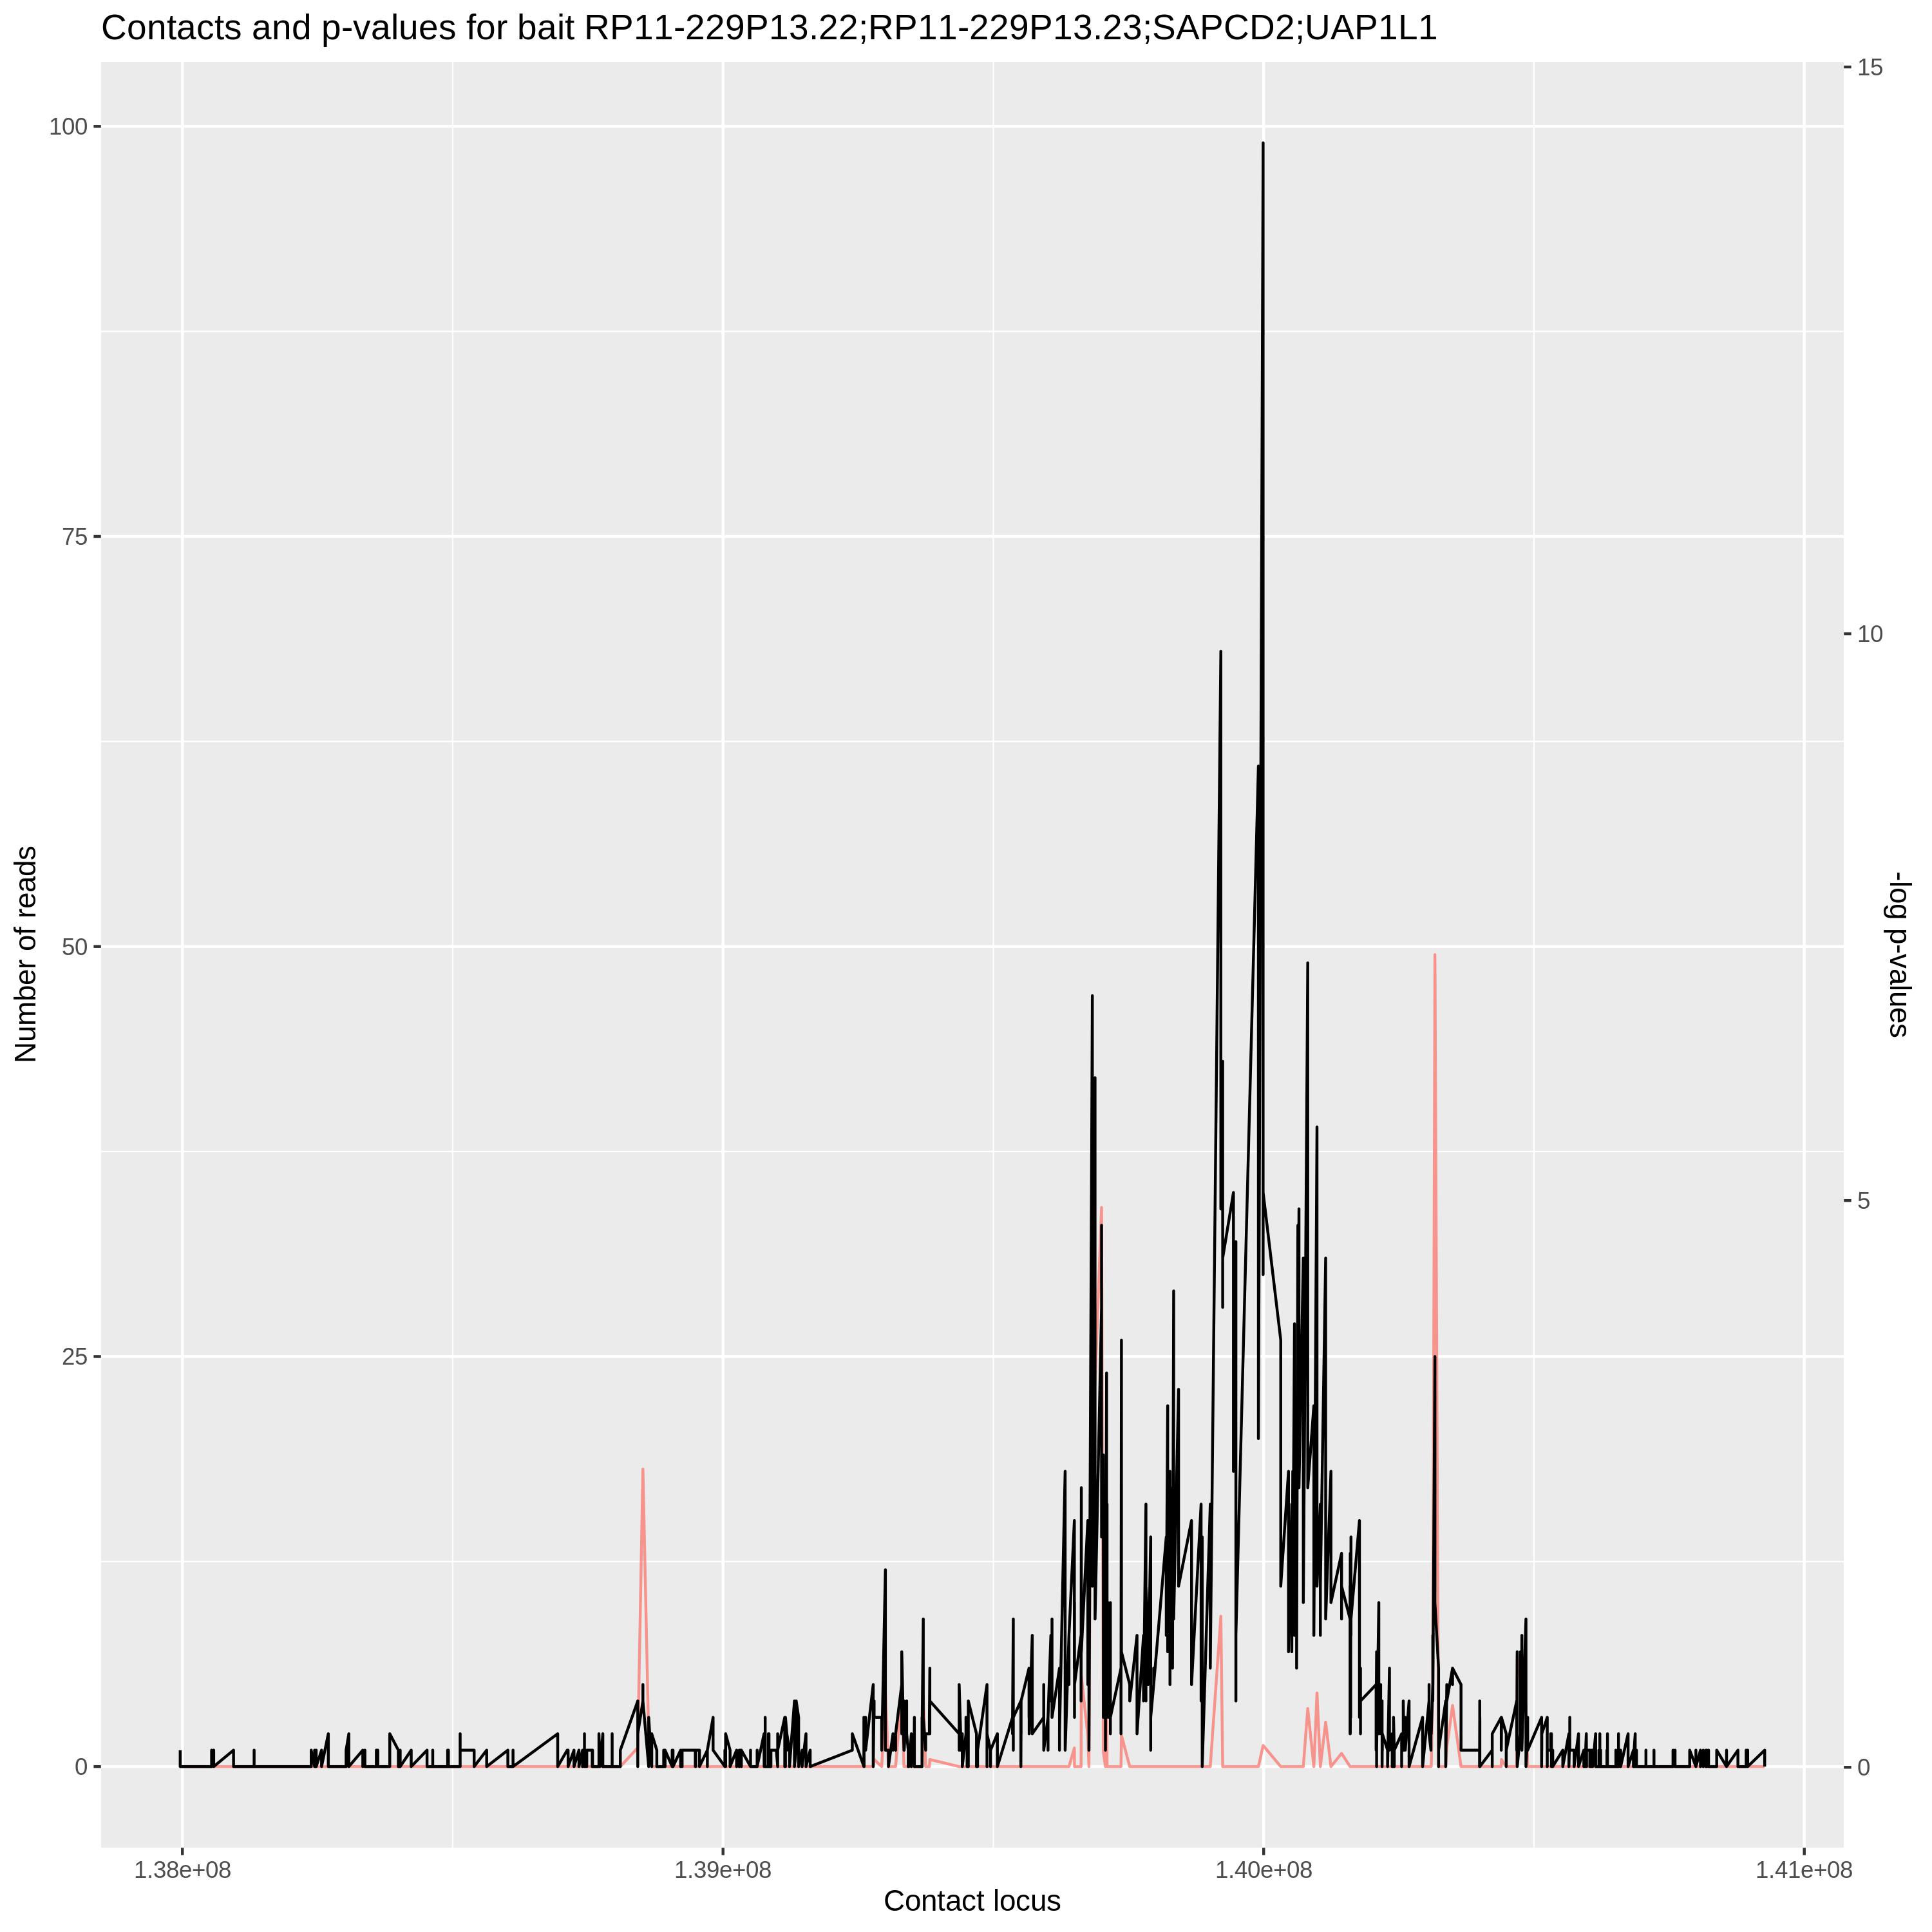 Contacts and p-values for bait RP11-229P13.22;RP11-229P13.23;SAPCD2;UAP1L1
100
75
50
25
0
Number of reads
15
10
5
0
-log p-values
1.38e+08
1.39e+08
1.40e+08
1.41e+08
Contact locus